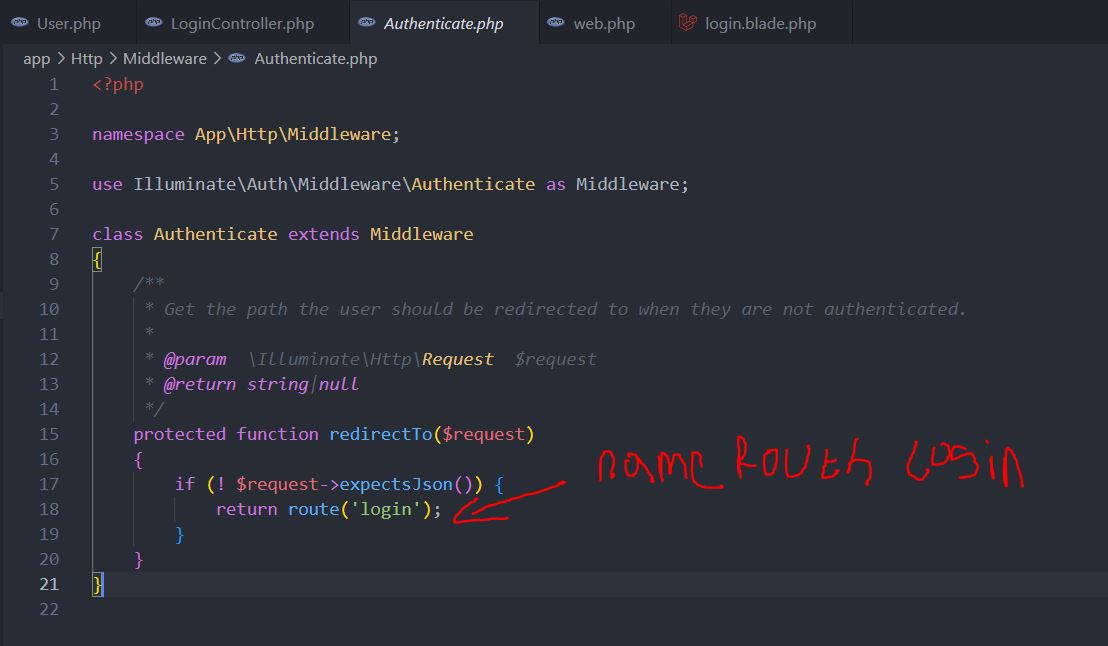 User.php LoginController.php Authenticate.php web.php login.blade.php
app > Http > Middleware > Authenticate.php
1 <?php
2
3 namespace App\Http\Middleware;
4
5 use Illuminate\Auth\Middleware\Authenticate as Middleware;
6
7 class Authenticate extends Middleware
8 {
9 /**
10 * Get the path the user should be redirected to when they are not authenticated.
11 *
12 * @param  \Illuminate\Http\Request  $request
13 * @return string|null
14 */
15 protected function redirectTo($request)
16 {
17 if (! $request->expectsJson()) {
18 return route('login');
19 }
20 }
21 }
22
name Routh Login